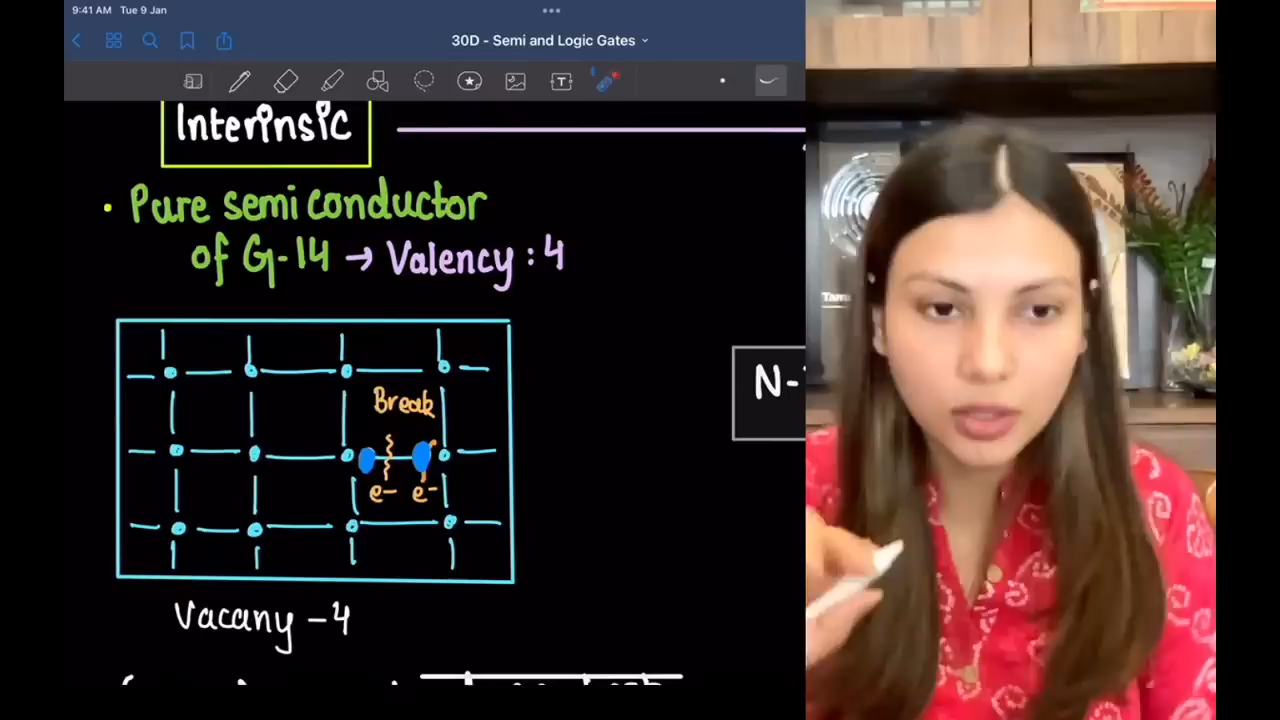 9:41 AM Tue 9 Jan
30D - Semi and Logic Gates
T
Interinsic
• Pure semi conductor
of G-14 → Valency : 4
Break
e- e-
N-
Vacany - 4